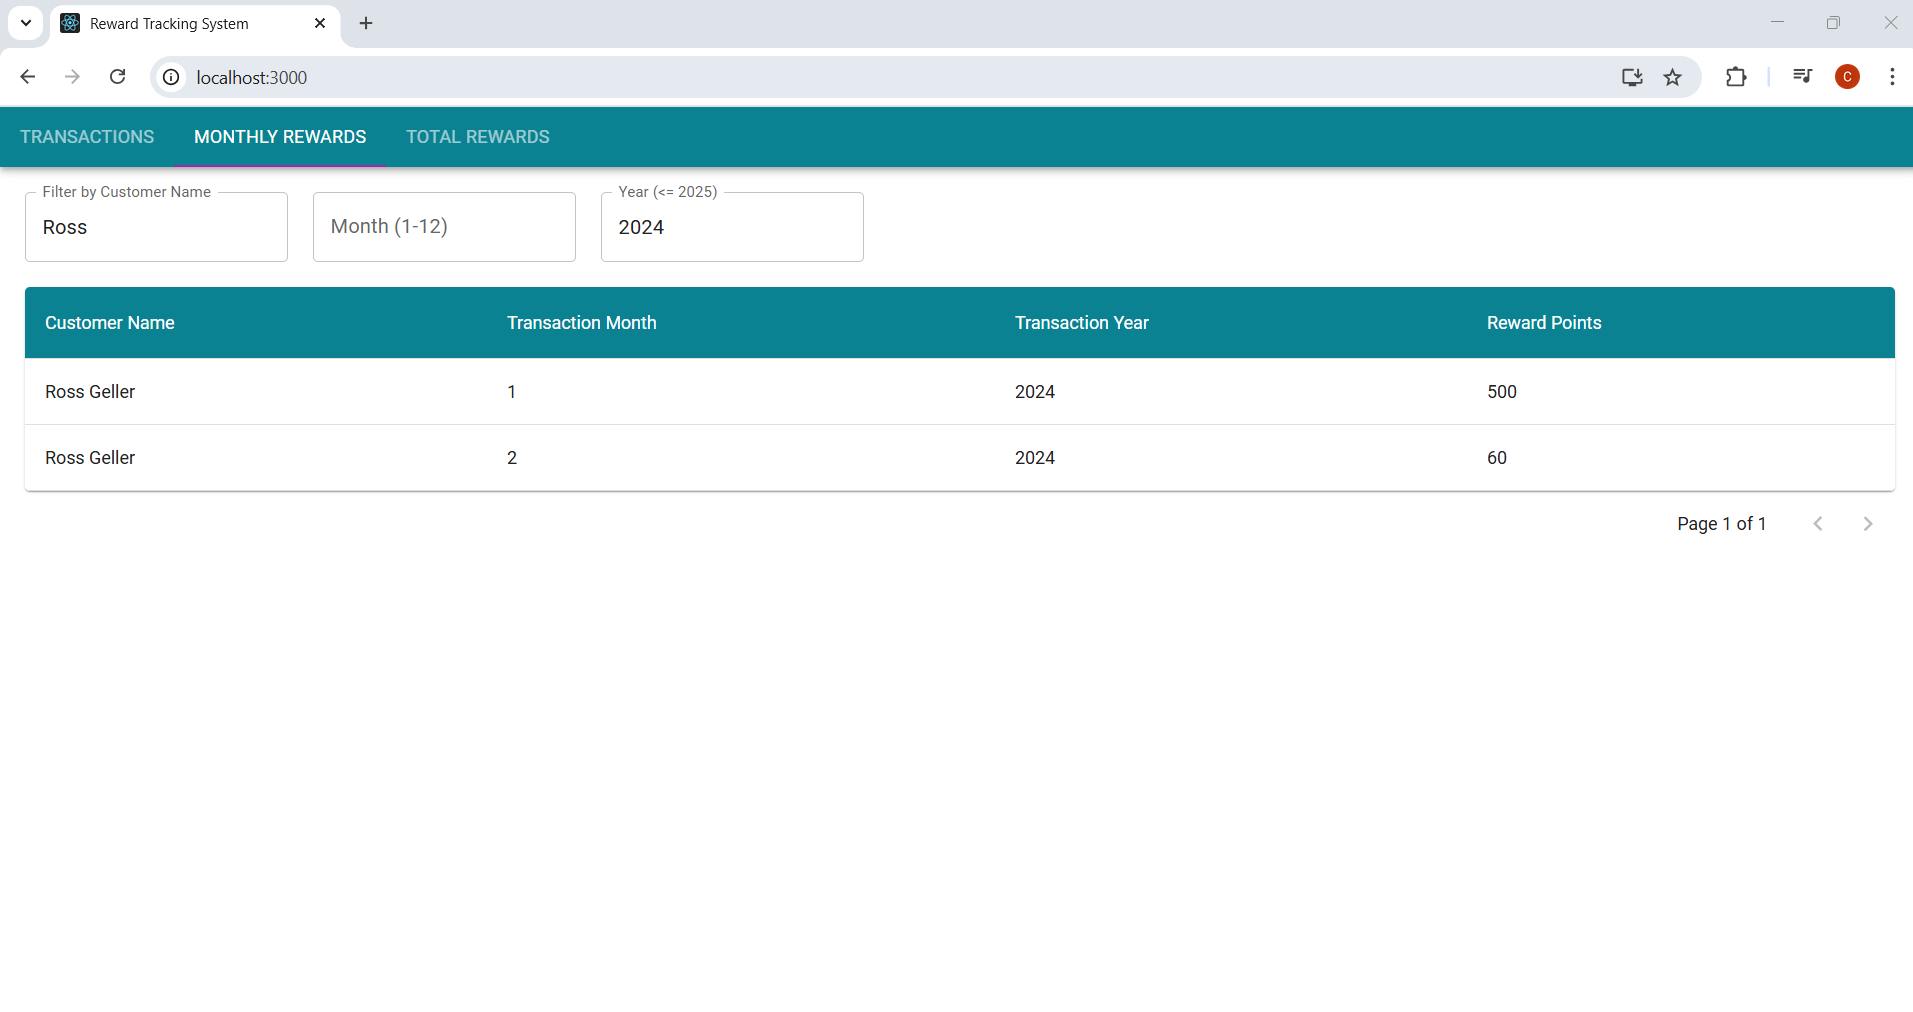 Reward Tracking System
localhost:3000
C
TRANSACTIONS MONTHLY REWARDS TOTAL REWARDS
Filter by Customer Name Year (<= 2025)
Ross Month (1-12) 2024
Customer Name Transaction Month Transaction Year Reward Points
Ross Geller 1 2024 500
Ross Geller 2 2024 60
Page 1 of 1